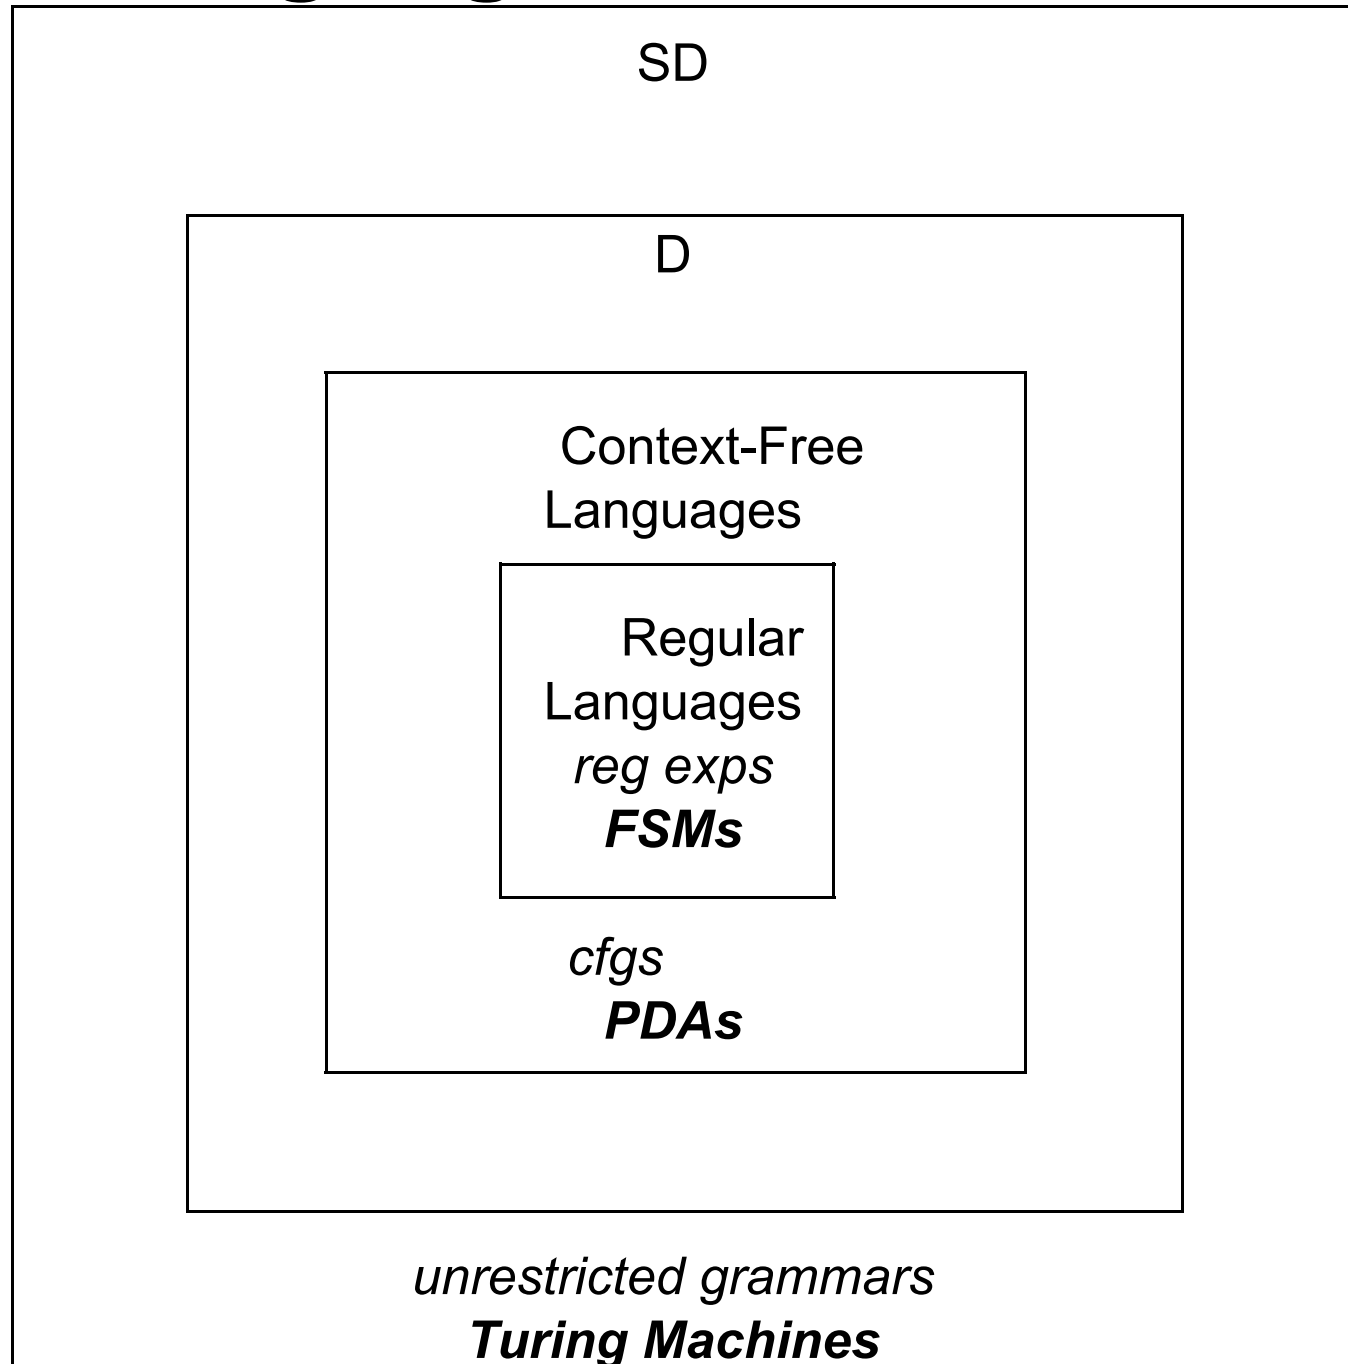 SD
D
Context-Free
Languages
Regular
Languages
reg exps
FSMs
cfgs
PDAs
unrestricted grammars
Turing Machines